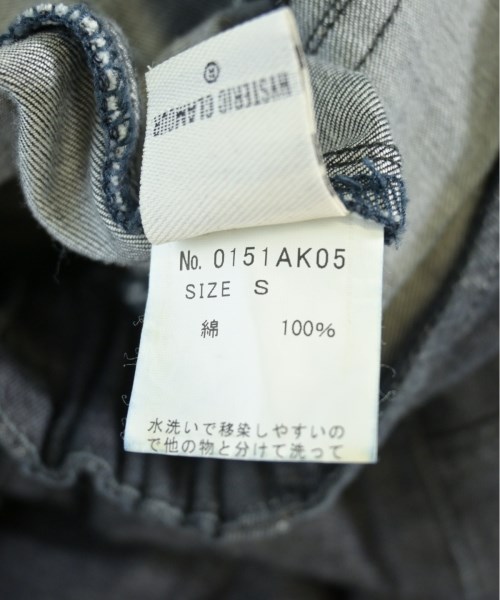 HYSTERIC GLAMOUR
®
No. 0151AK05
SIZE S
綿 100%
水洗いで移染しやすいの
で他の物と分けて洗って